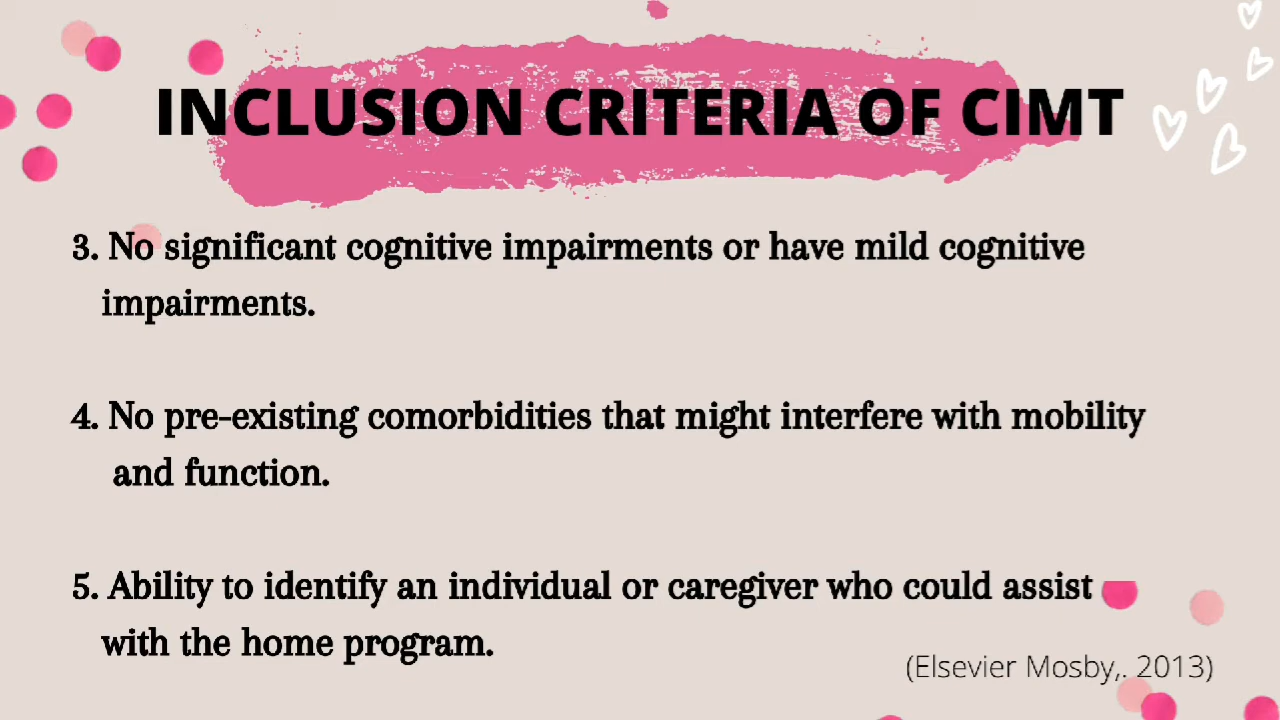 INCLUSION CRITERIA OF CIMT
3. No significant cognitive impairments or have mild cognitive
impairments.
4. No pre-existing comorbidities that might interfere with mobility
and function.
5. Ability to identify an individual or caregiver who could assist
with the home program.
(Elsevier Mosby,. 2013)